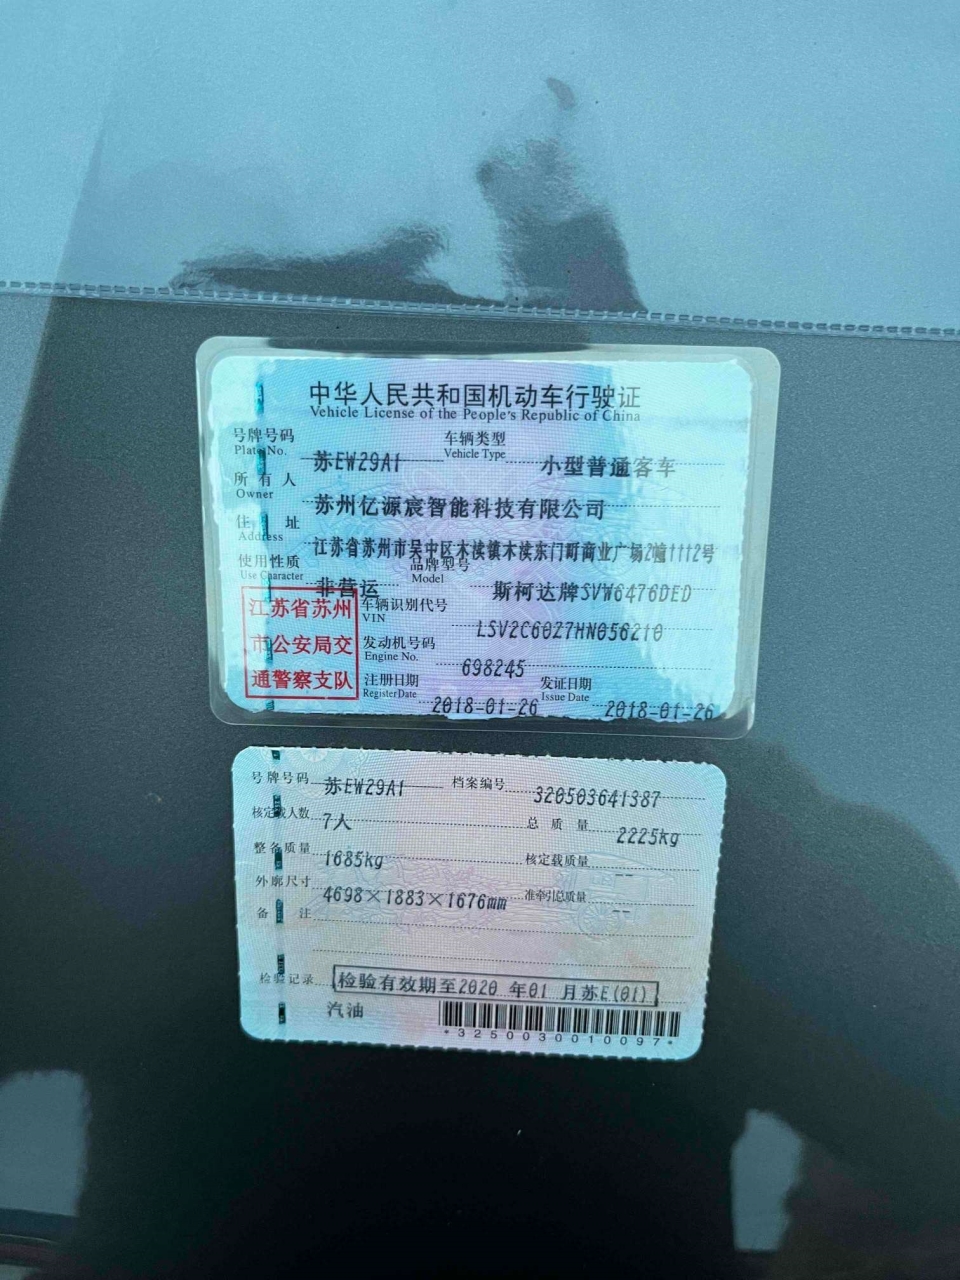 中华人民共和国机动车行驶证
Vehicle License of the People's Republic of China
号牌号码 苏EW29A1 车辆类型 小型普通客车
Plate No. Vehicle Type
所有人 苏州亿源宸智能科技有限公司
Owner
住址 江苏省苏州市吴中区木渎镇木渎东门町商业广场2幢1112号
Address
使用性质 非营运 品牌型号 斯柯达牌SVW6476DED
Use Character Model
江苏省苏州
市公安局交
通警察支队
车辆识别代号 LSV2C60Z7HN056210
VIN
发动机号码 698245
Engine No.
注册日期 2018-01-26 发证日期 2018-01-26
Register Date Issue Date
号牌号码 苏EW29A1 档案编号 320503641387
核定载人数 7人 总质量 2225kg
整备质量 1685kg 核定载质量 --
外廓尺寸 4698×1883×1676mm 准牵引总质量 --
备注
检验记录 检验有效期至2020 年01 月苏E(01)
汽油
*3250030010097*